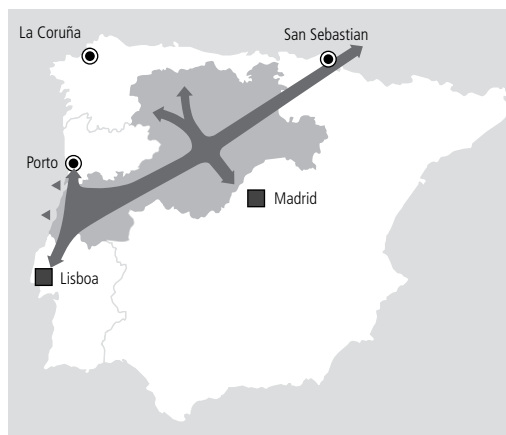 La Coruña
San Sebastian
Porto
Madrid
Lisboa